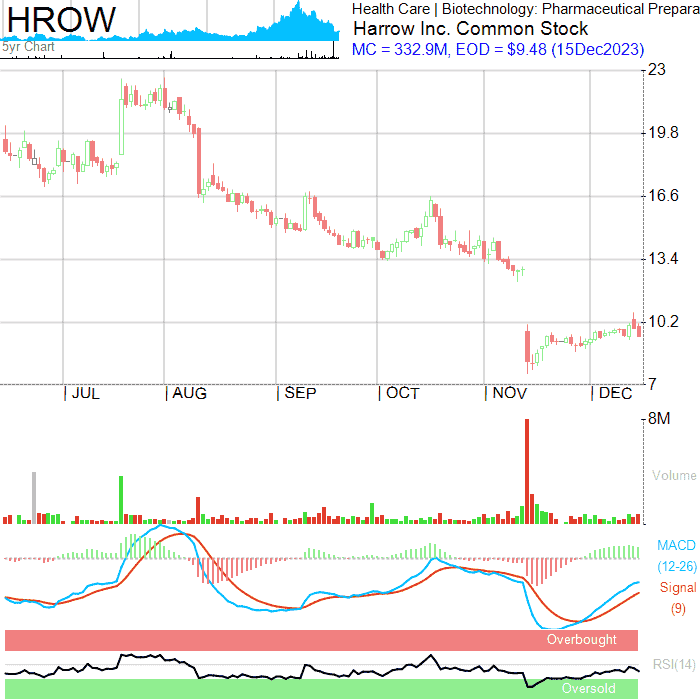 HROW
5yr Chart
Health Care | Biotechnology: Pharmaceutical Prepara
Harrow Inc. Common Stock
MC = 332.9M, EOD = $9.48 (15Dec2023)
23
19.8
16.6
13.4
10.2
7
JUL
AUG
SEP
OCT
NOV
DEC
8M
Volume
MACD
(12-26)
Signal
(9)
Overbought
RSI(14)
Oversold